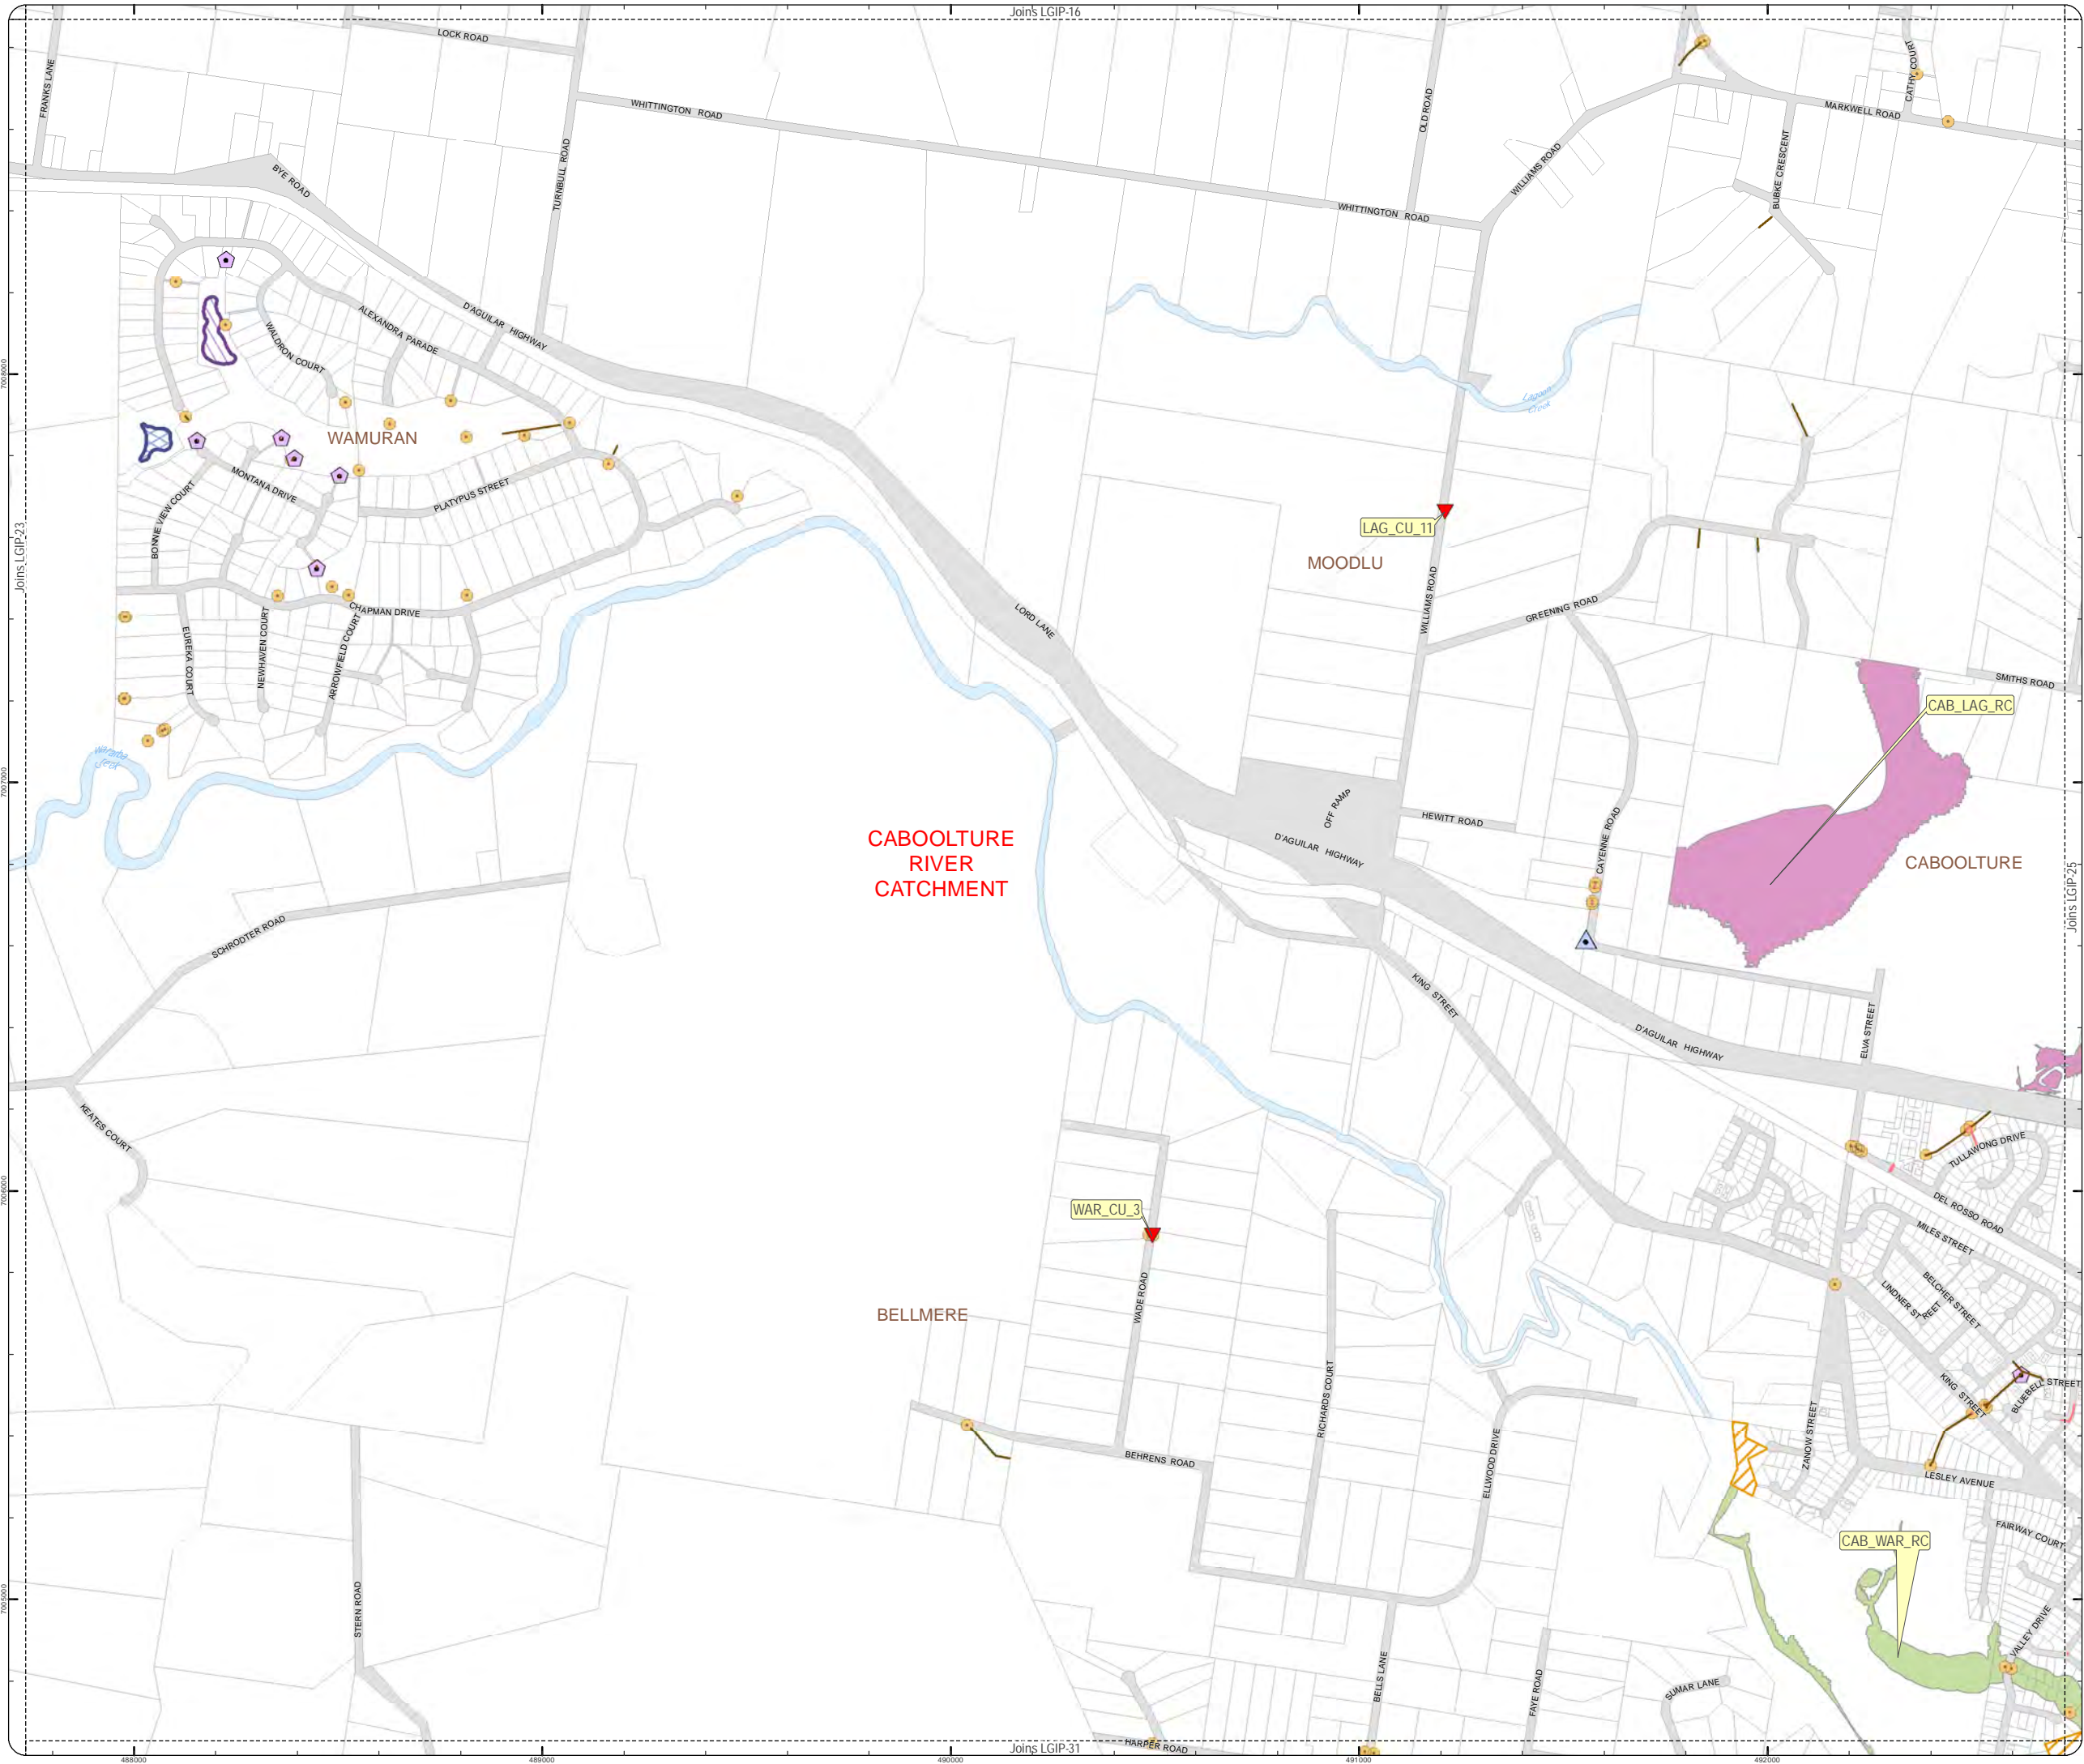 Joins LGIP-16
LOCK ROAD
FRANKS LANE
WHITTINGTON ROAD
OLD ROAD
CATHY COURT
MARKWELL ROAD
BYE ROAD
TURNBULL ROAD
WILLIAMS ROAD
BUBKE CRESCENT
WHITTINGTON ROAD
D'AGUILAR HIGHWAY
ALEXANDRA PARADE
WALDRON COURT
7008000
Lagoon
Creek
WAMURAN
MONTANA DRIVE
PLATYPUS STREET
BONNIE VIEW COURT
Joins LGIP-23
LAG_CU_11
MOODLU
WILLIAMS ROAD
GREENING ROAD
LORD LANE
CHAPMAN DRIVE
EUREKA COURT
NEWHAVEN COURT
ARROWFIELD COURT
SMITHS ROAD
CAB_LAG_RC
7007000
OFF RAMP
HEWITT ROAD
CAYENNE ROAD
D'AGUILAR HIGHWAY
CABOOLTURE
RIVER
CATCHMENT
CABOOLTURE
Joins LGIP-25
SCHRODTER ROAD
KING STREET
D'AGUILAR HIGHWAY
ELVA STREET
KEATES COURT
TULLAWONG DRIVE
7006000
WAR_CU_3
DEL ROSSO ROAD
MILES STREET
WADE ROAD
BELCHER STREET
LINDNER STREET
BELLMERE
RICHARDS COURT
KING STREET
BLUEBELL STREET
ZANOW STREET
BEHRENS ROAD
ELLWOOD DRIVE
LESLEY AVENUE
FAIRWAY COURT
CAB_WAR_RC
7005000
STERN ROAD
VALLEY DRIVE
BELLS LANE
FAYE ROAD
SUMAR LANE
HARPER ROAD
Joins LGIP-31
488000
489000
490000
491000
492000